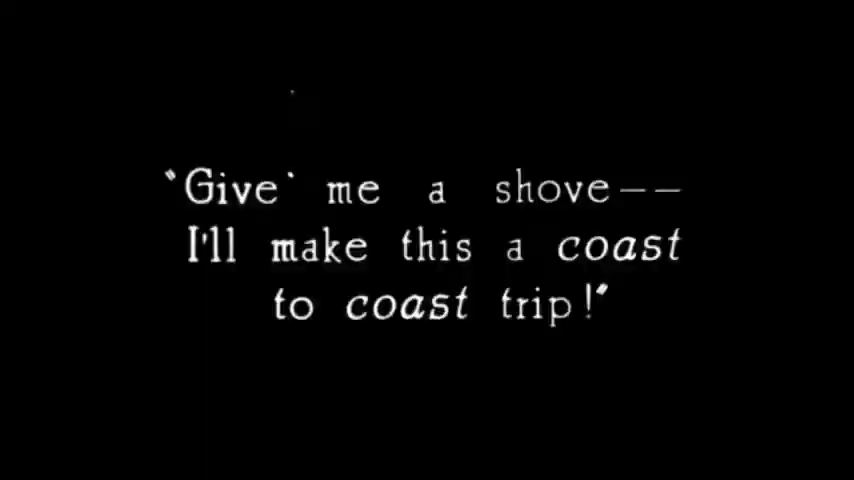 "Give me a shove--
I'll make this a coast
to coast trip!"